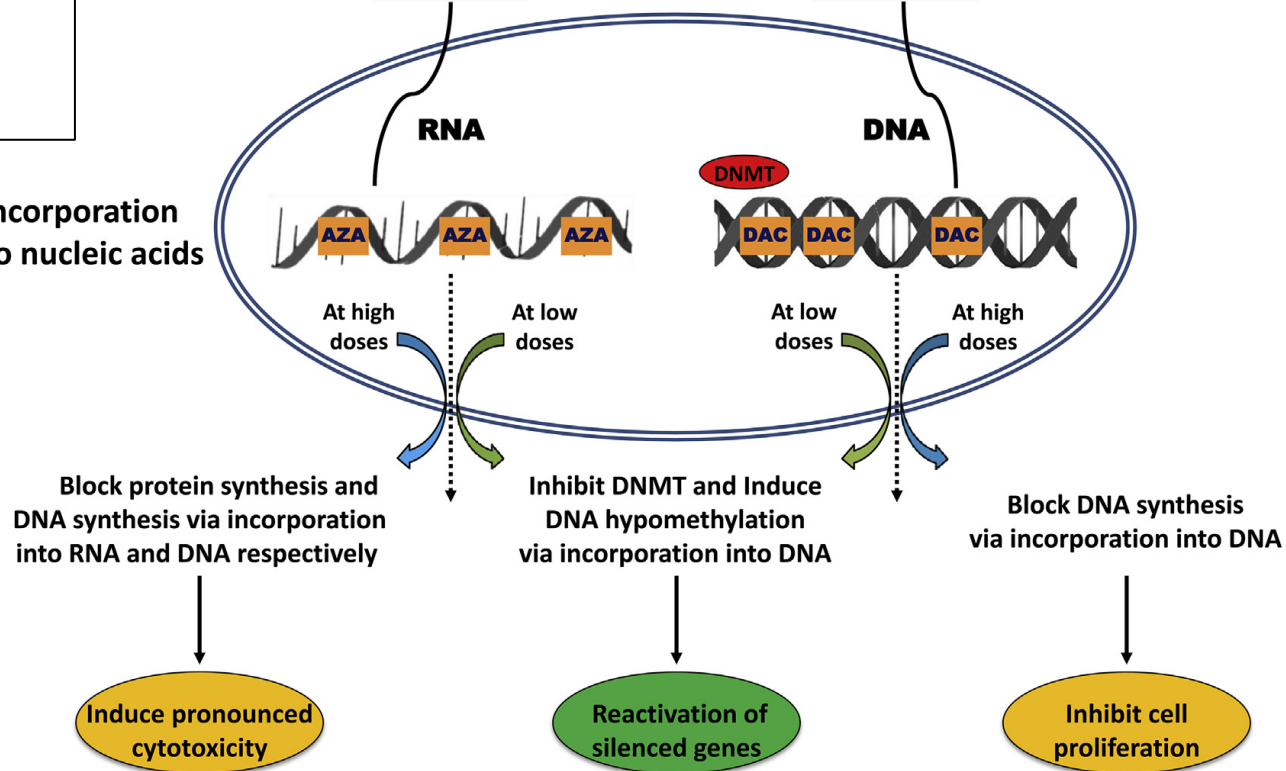 RNA
DNA
DNMT
ncorporation
o nucleic acids
AZA
AZA
AZA
DAC
DAC
DAC
At high
doses
At low
doses
At low
doses
At high
doses
Block protein synthesis and
DNA synthesis via incorporation
into RNA and DNA respectively
Inhibit DNMT and Induce
DNA hypomethylation
via incorporation into DNA
Block DNA synthesis
via incorporation into DNA
Induce pronounced
cytotoxicity
Reactivation of
silenced genes
Inhibit cell
proliferation